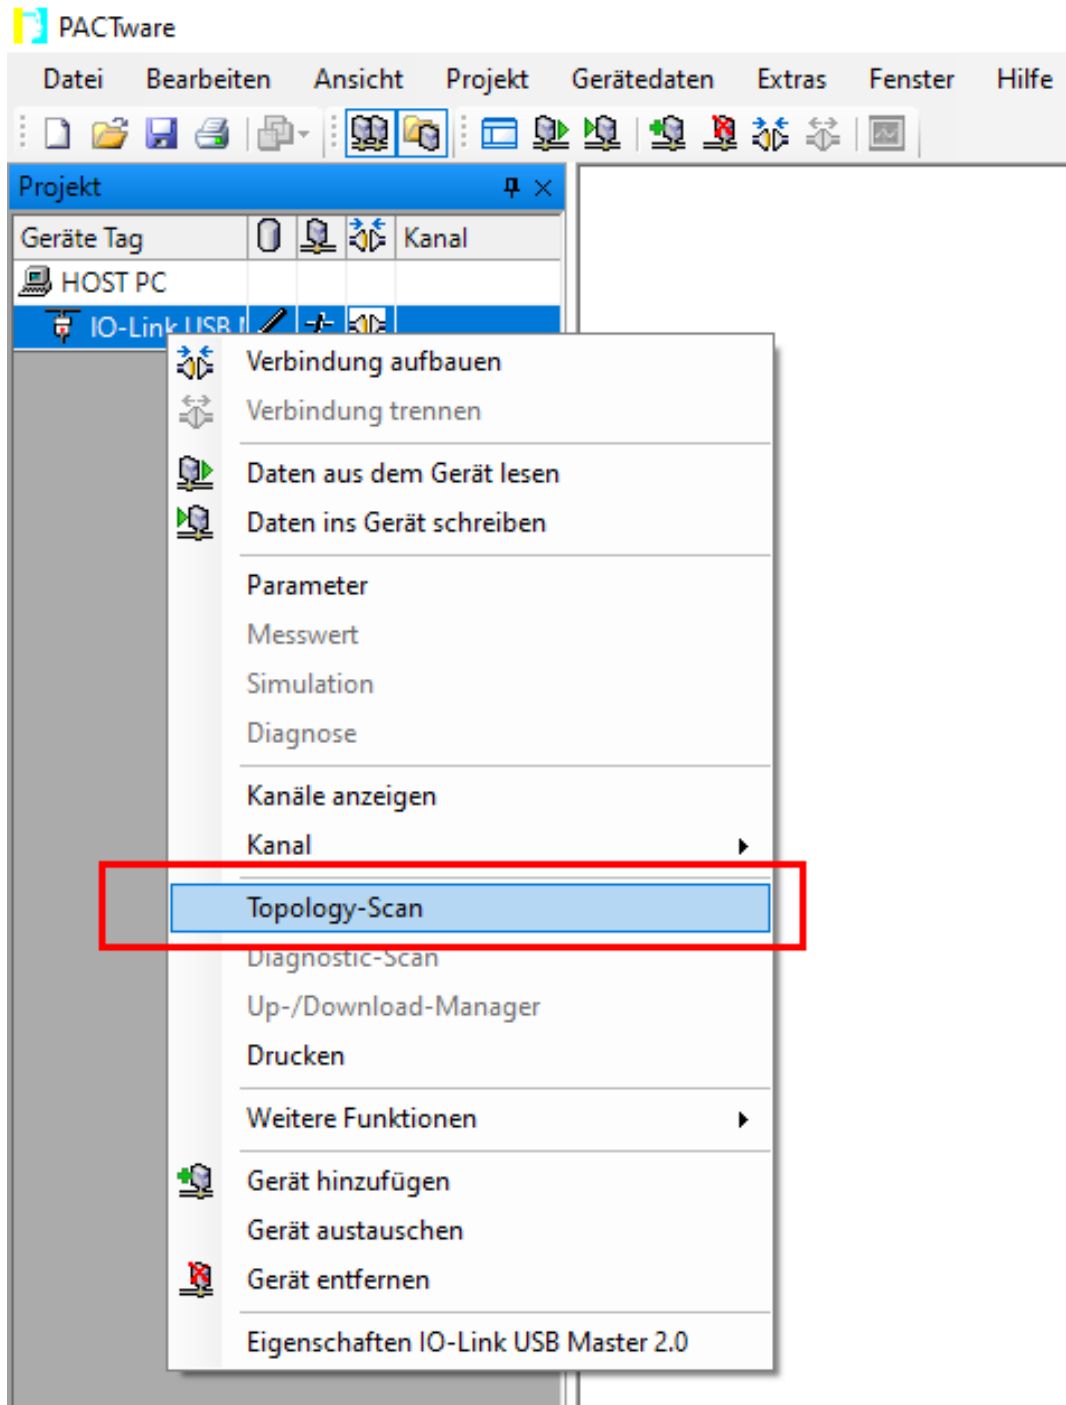 PACTware
Datei Bearbeiten Ansicht Projekt Gerätedaten Extras Fenster Hilfe
Projekt
Geräte Tag Kanal
HOST PC
IO-Link USB
Verbindung aufbauen
Verbindung trennen
Daten aus dem Gerät lesen
Daten ins Gerät schreiben
Parameter
Messwert
Simulation
Diagnose
Kanäle anzeigen
Kanal
Topology-Scan
Diagnostic-Scan
Up-/Download-Manager
Drucken
Weitere Funktionen
Gerät hinzufügen
Gerät austauschen
Gerät entfernen
Eigenschaften IO-Link USB Master 2.0